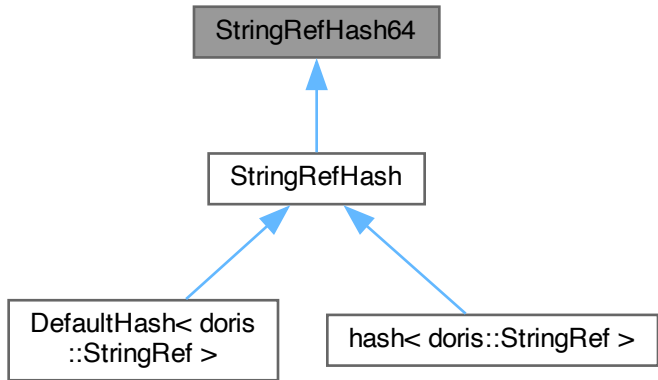 StringRefHash64
StringRefHash
DefaultHash< doris
::StringRef >
hash< doris::StringRef >